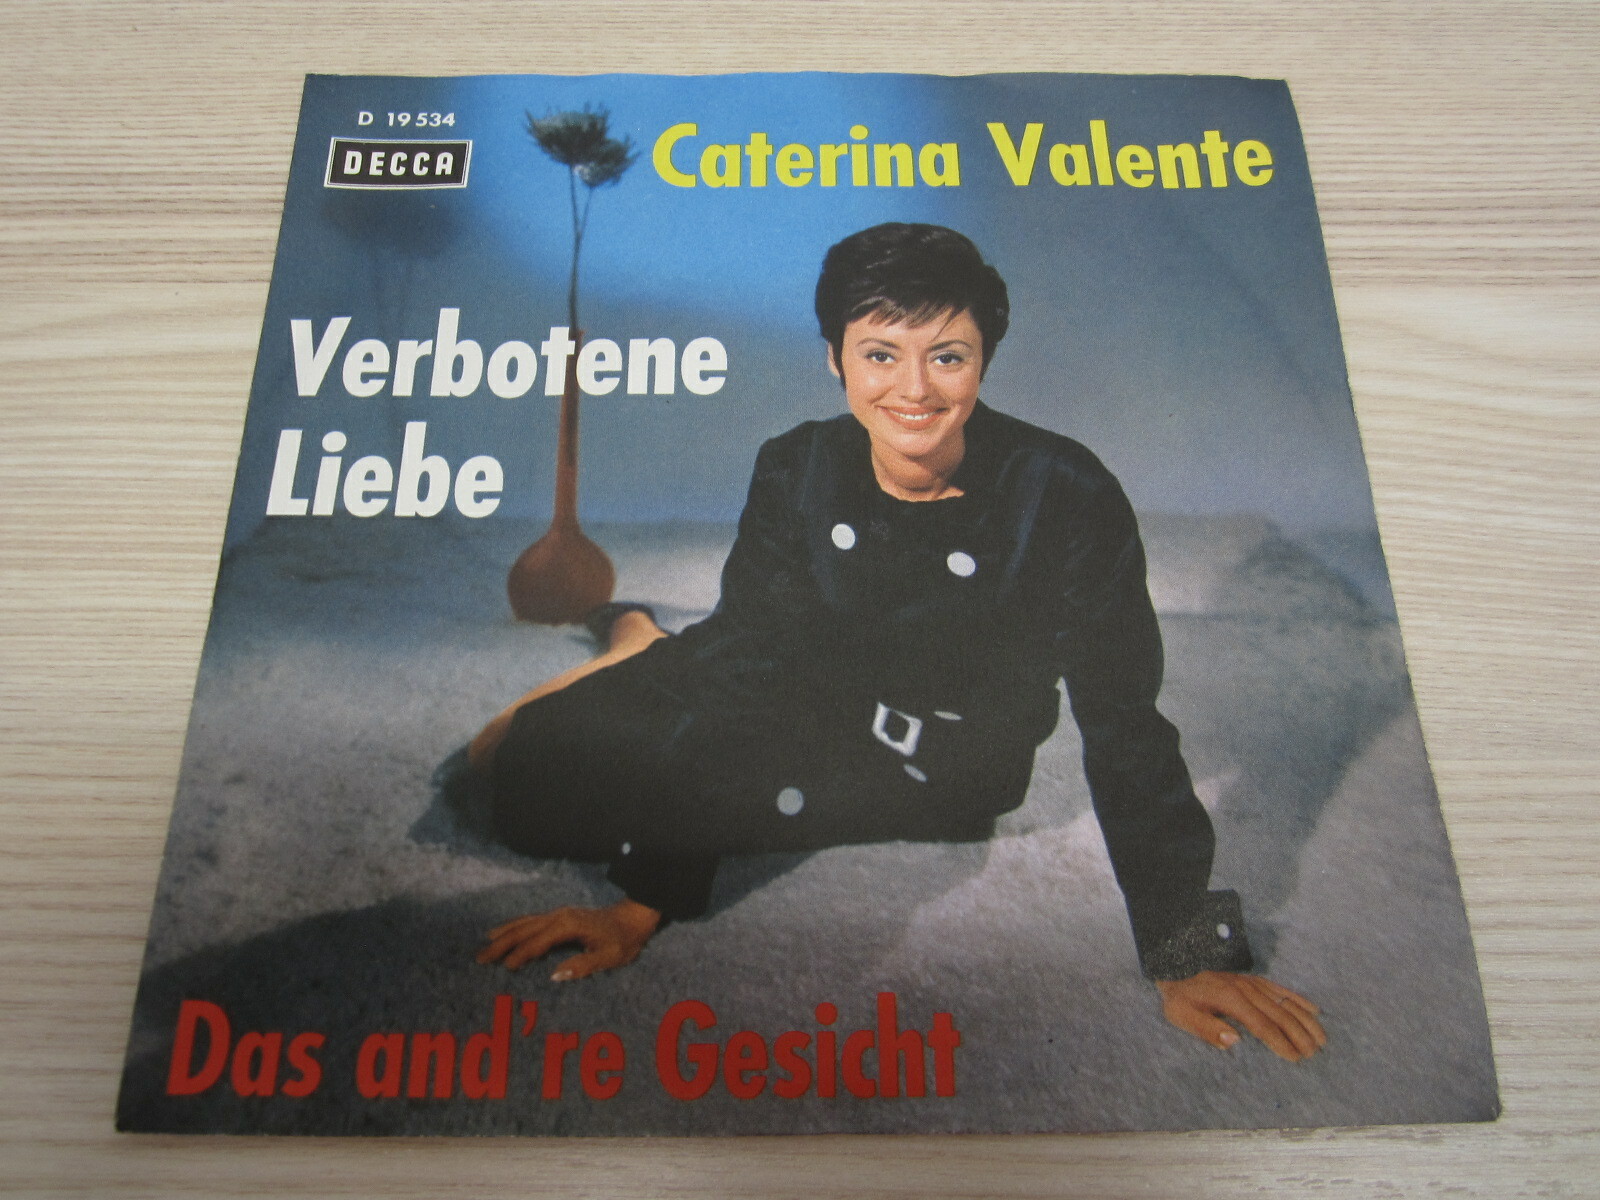 D 19 534
DECCA
Caterina Valente
Verbotene
Liebe
Das and're Gesicht